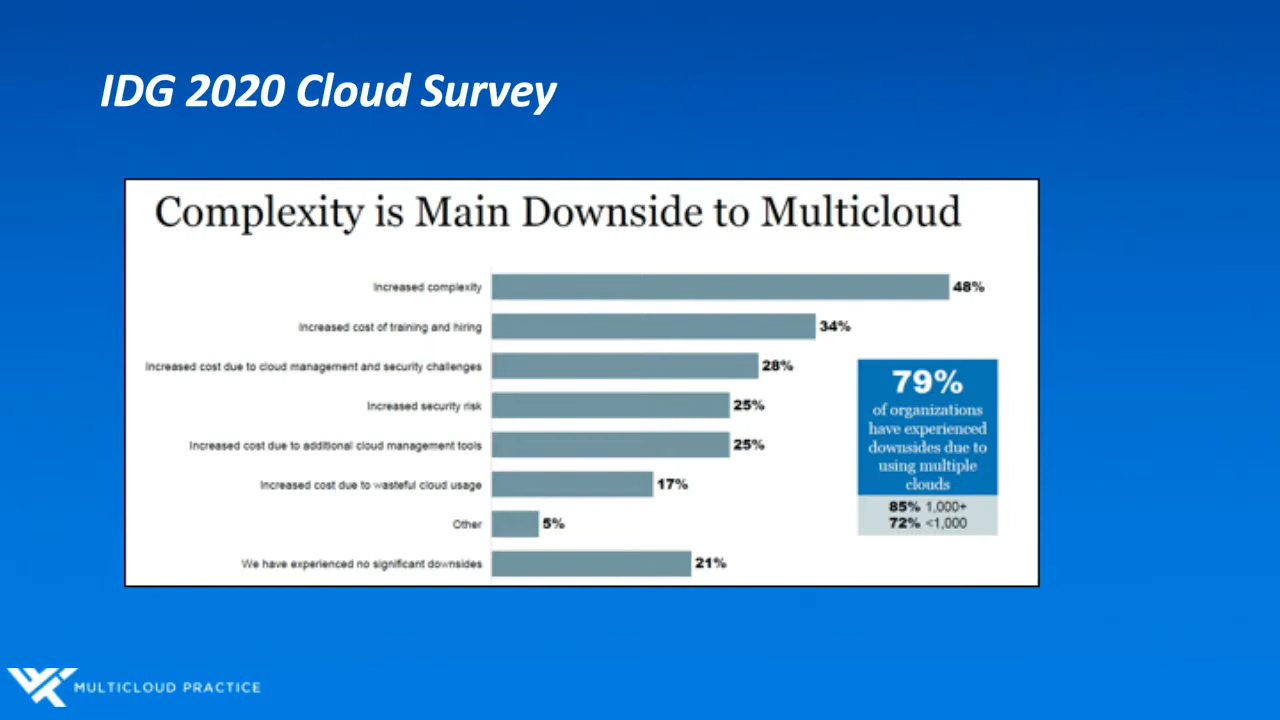 IDG 2020 Cloud Survey
Complexity is Main Downside to Multicloud
Increased complexity 48%
Increased cost of training and hiring 34%
Increased cost due to cloud management and security challenges 28%
Increased security risk 25%
Increased cost due to additional cloud management tools 25%
Increased cost due to wasteful cloud usage 17%
Other 5%
We have experienced no significant downsides 21%
79%
of organizations
have experienced
downsides due to
using multiple
clouds
85% 1,000+
72% <1,000
MULTICLOUD PRACTICE